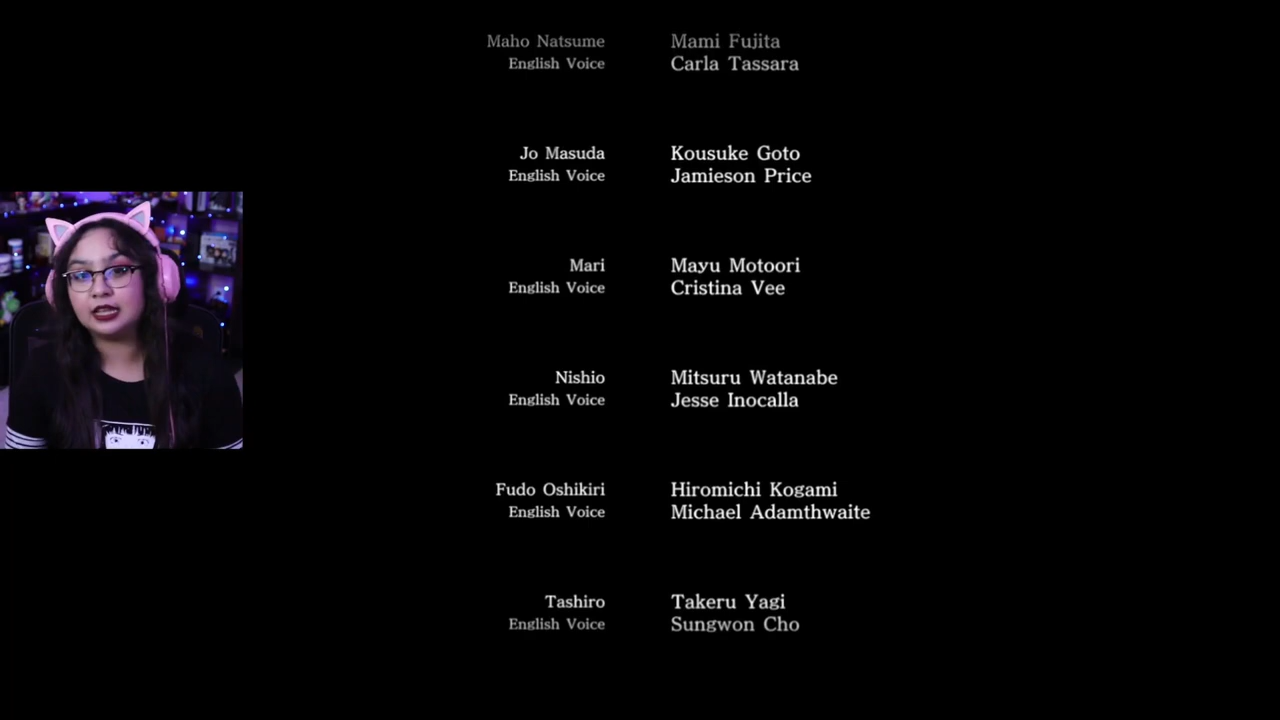 Maho Natsume Mami Fujita
English Voice Carla Tassara
Jo Masuda Kousuke Goto
English Voice Jamieson Price
Mari Mayu Motoori
English Voice Cristina Vee
Nishio Mitsuru Watanabe
English Voice Jesse Inocalla
Fudo Oshikiri Hiromichi Kogami
English Voice Michael Adamthwaite
Tashiro Takeru Yagi
English Voice Sungwon Cho